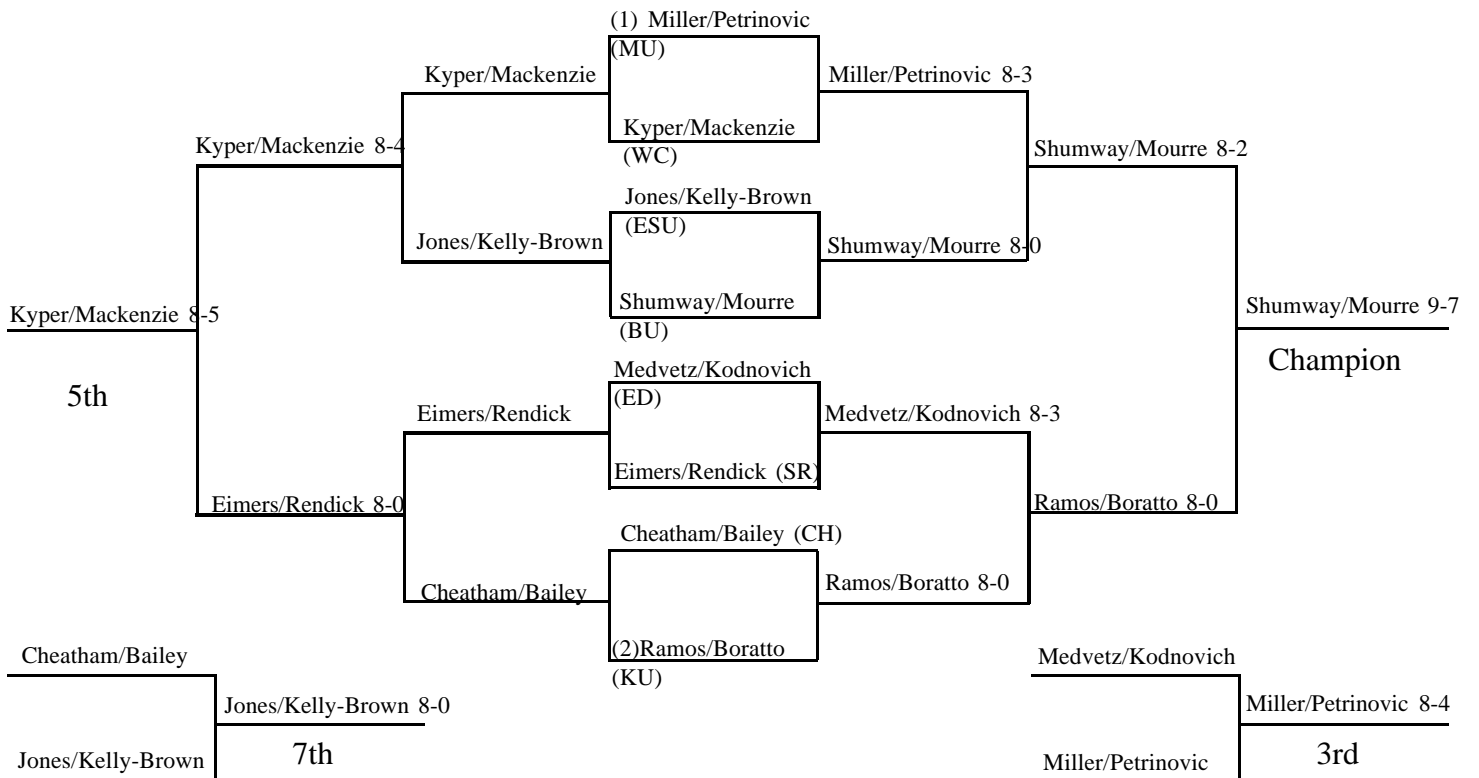 (1) Miller/Petrinovic
(MU)
Kyper/Mackenzie
Miller/Petrinovic 8-3
Kyper/Mackenzie
(WC)
Kyper/Mackenzie 8-4
Shumway/Mourre 8-2
Jones/Kelly-Brown
(ESU)
Jones/Kelly-Brown
Shumway/Mourre 8-0
Shumway/Mourre
(BU)
Kyper/Mackenzie 8-5
Shumway/Mourre 9-7
5th
Champion
Medvetz/Kodnovich
(ED)
Eimers/Rendick
Medvetz/Kodnovich 8-3
Eimers/Rendick (SR)
Eimers/Rendick 8-0
Ramos/Boratto 8-0
Cheatham/Bailey (CH)
Cheatham/Bailey
Ramos/Boratto 8-0
(2)Ramos/Boratto
(KU)
Cheatham/Bailey
Jones/Kelly-Brown 8-0
Jones/Kelly-Brown
7th
Medvetz/Kodnovich
Miller/Petrinovic 8-4
Miller/Petrinovic
3rd